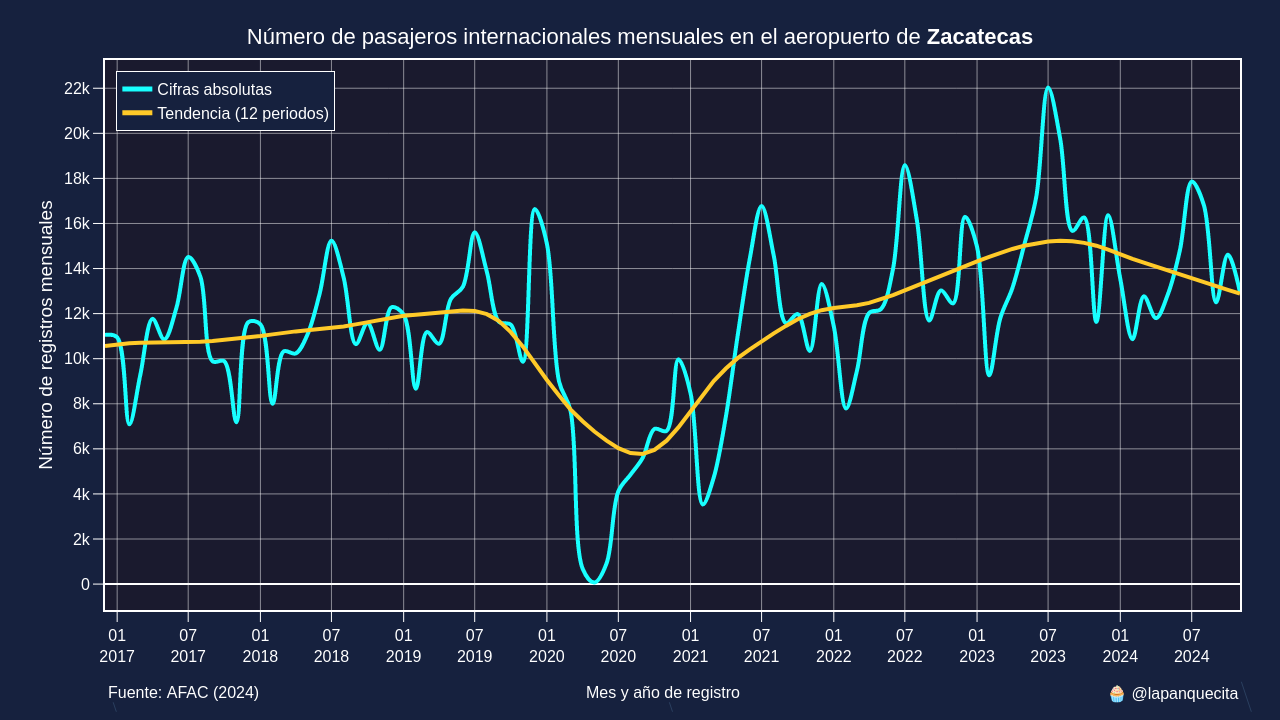 Número de pasajeros internacionales mensuales en el aeropuerto de Zacatecas
Cifras absolutas
Tendencia (12 periodos)
Número de registros mensuales
22k
20k
18k
16k
14k
12k
10k
8k
6k
4k
2k
0
01 07 01 07 01 07 01 07 01 07 01 07 01 07 01 07
2017 2017 2018 2018 2019 2019 2020 2020 2021 2021 2022 2022 2023 2023 2024 2024
Fuente: AFAC (2024)
Mes y año de registro
🧁 @lapanquecita